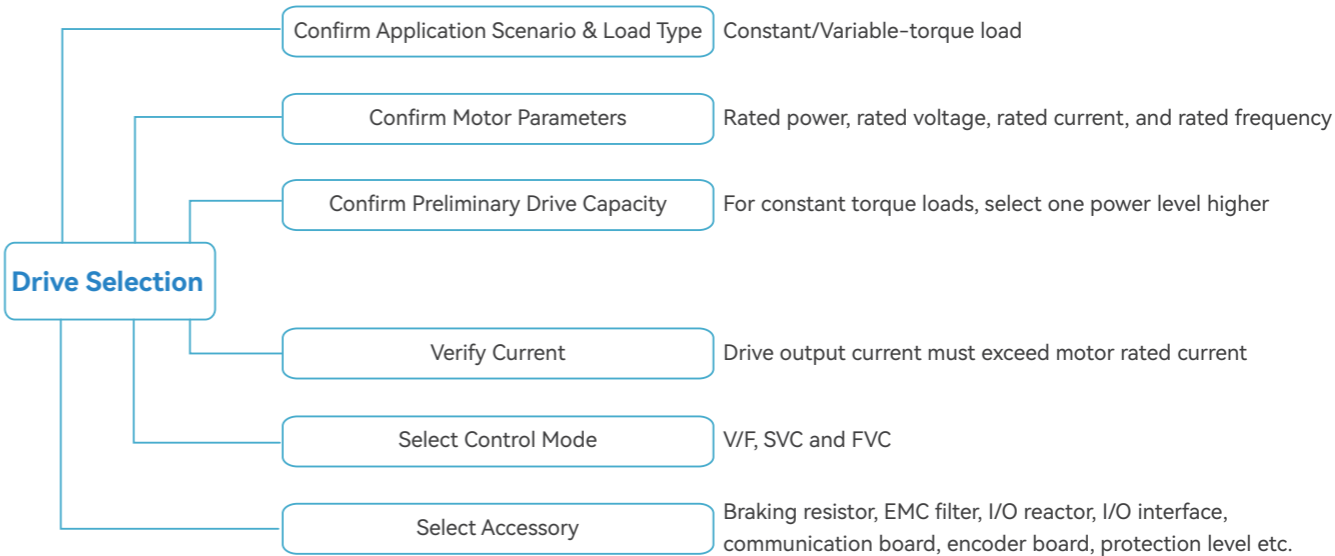 Confirm Application Scenario & Load Type
Constant/Variable-torque load
Confirm Motor Parameters
Rated power, rated voltage, rated current, and rated frequency
Confirm Preliminary Drive Capacity
For constant torque loads, select one power level higher
Drive Selection
Verify Current
Drive output current must exceed motor rated current
Select Control Mode
V/F, SVC and FVC
Select Accessory
Braking resistor, EMC filter, I/O reactor, I/O interface,
communication board, encoder board, protection level etc.